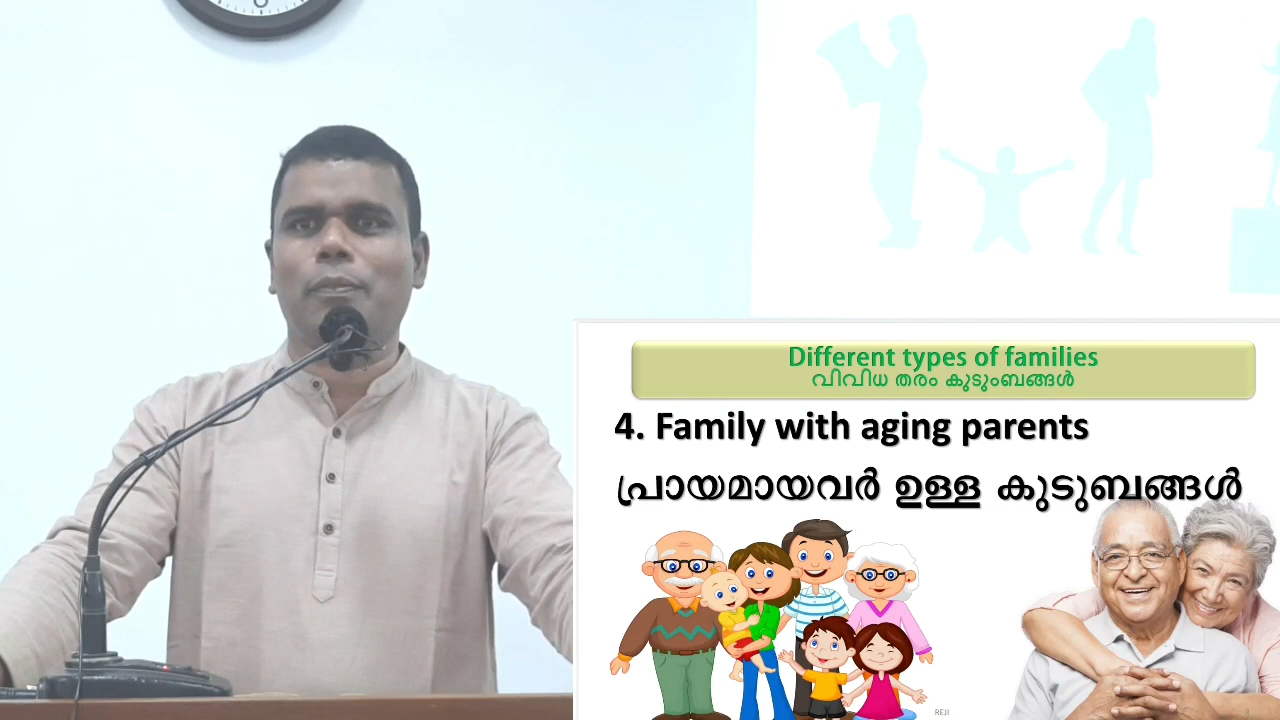 Different types of families
വിവിധ തരം കുടുംബങ്ങൾ
4. Family with aging parents
പ്രായമായവർ ഉള്ള കുടുബങ്ങൾ
REJI